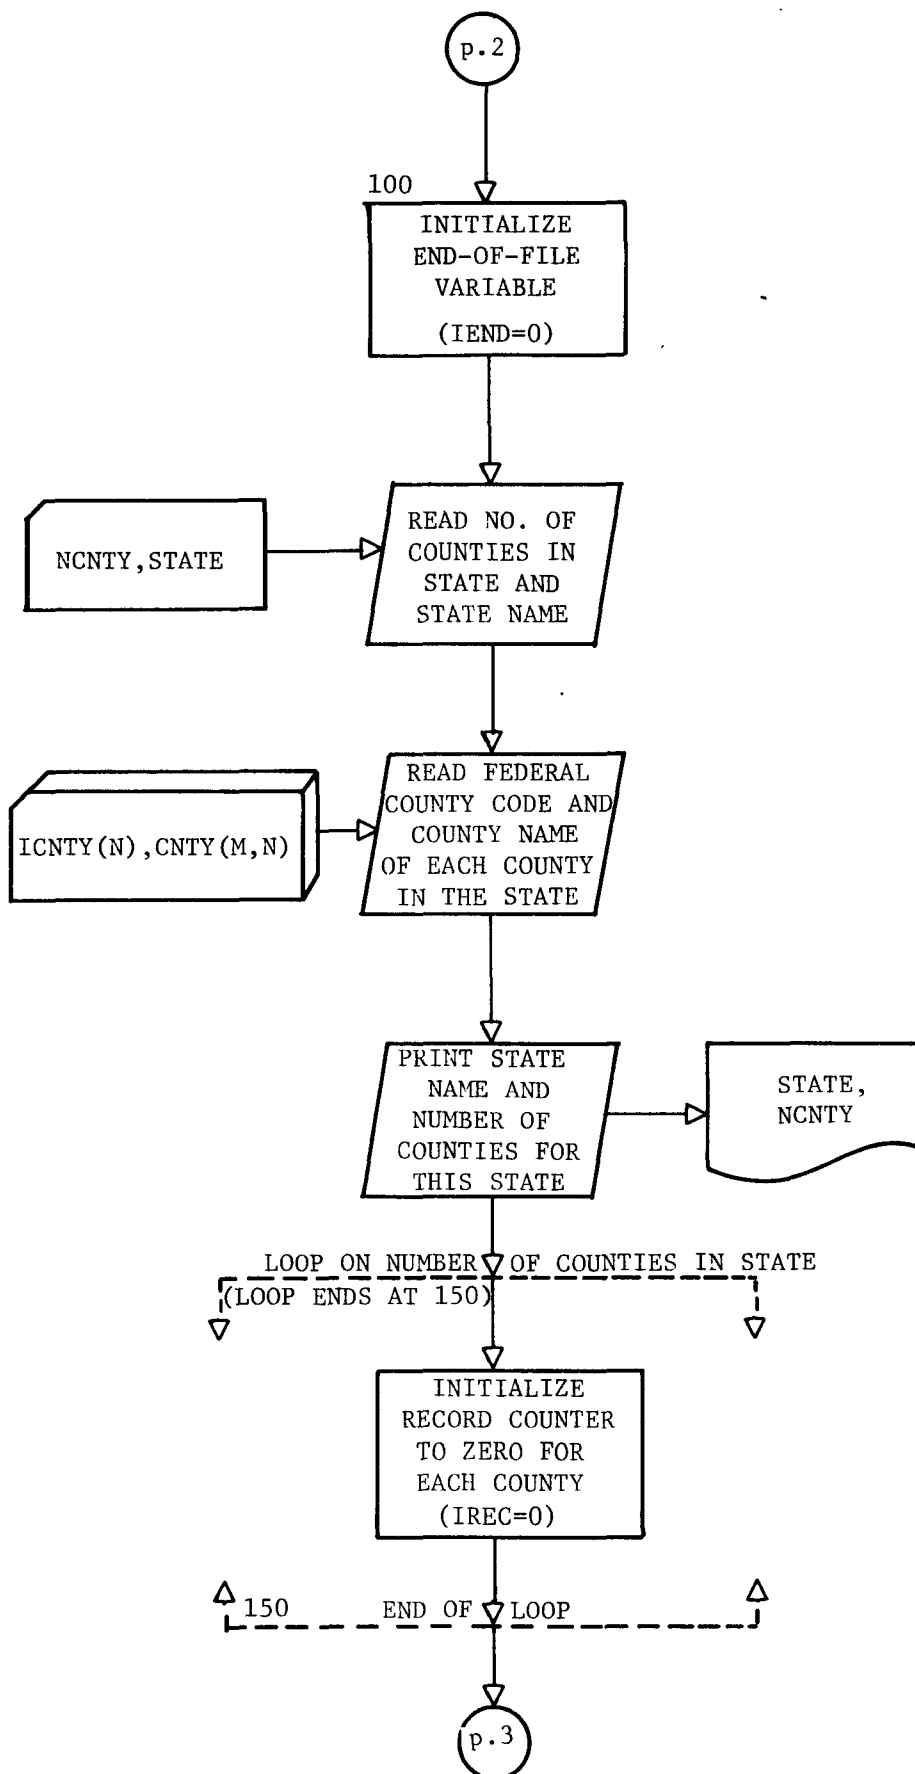 p.2
100
INITIALIZE
END-OF-FILE
VARIABLE
(IEND=0)
NCNTY,STATE
READ NO. OF
COUNTIES IN
STATE AND
STATE NAME
ICNTY(N),CNTY(M,N)
READ FEDERAL
COUNTY CODE AND
COUNTY NAME
OF EACH COUNTY
IN THE STATE
PRINT STATE
NAME AND
NUMBER OF
COUNTIES FOR
THIS STATE
STATE,
NCNTY
LOOP ON NUMBER OF COUNTIES IN STATE
(LOOP ENDS AT 150)
INITIALIZE
RECORD COUNTER
TO ZERO FOR
EACH COUNTY
(IREC=0)
150 END OF LOOP
p.3